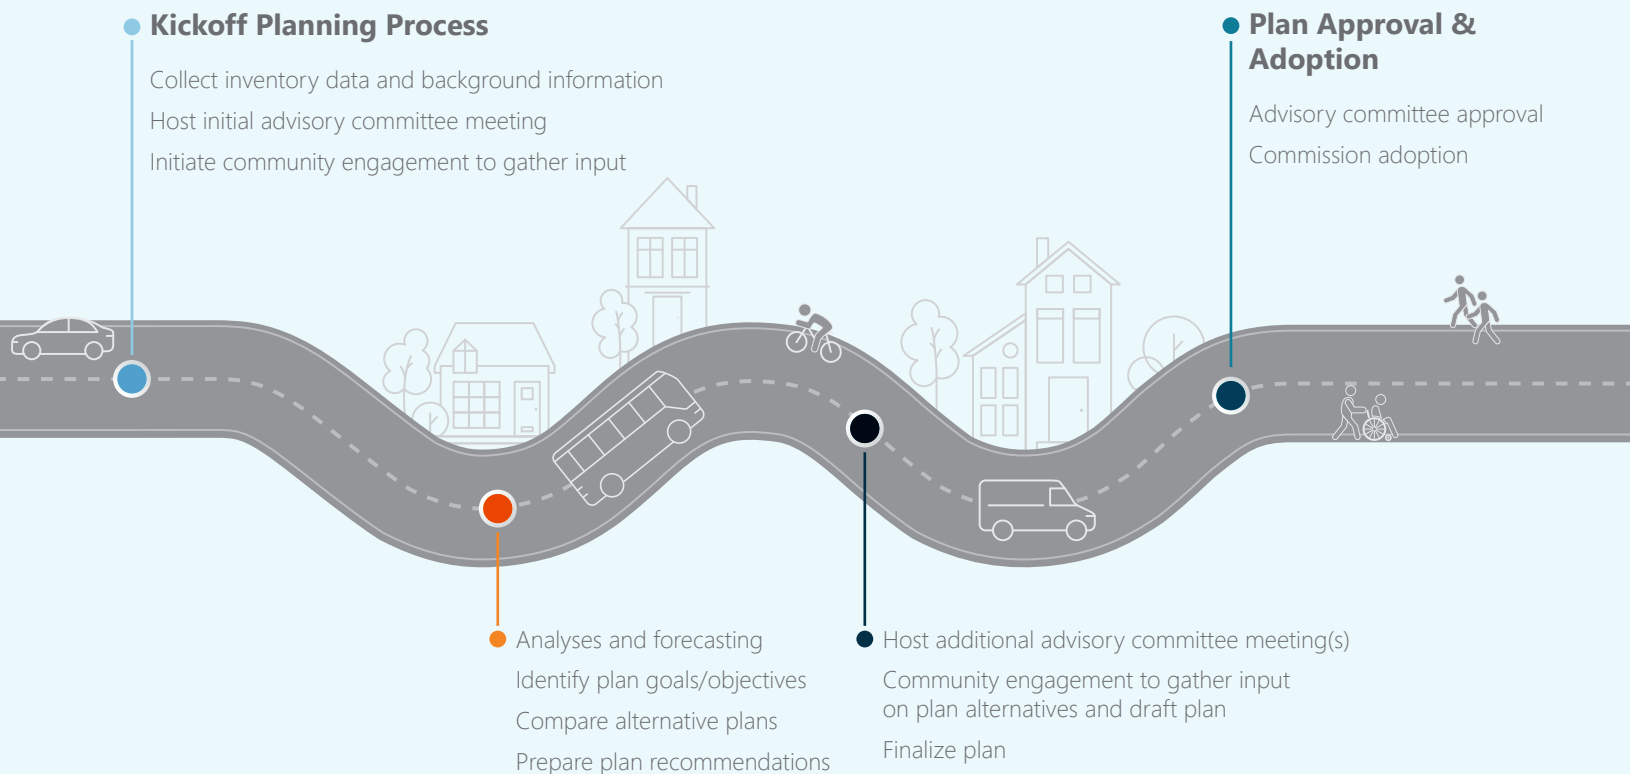 Kickoff Planning Process
Collect inventory data and background information
Host initial advisory committee meeting
Initiate community engagement to gather input
Plan Approval &
Adoption
Advisory committee approval
Commission adoption
Analyses and forecasting
Identify plan goals/objectives
Compare alternative plans
Prepare plan recommendations
Host additional advisory committee meeting(s)
Community engagement to gather input
on plan alternatives and draft plan
Finalize plan